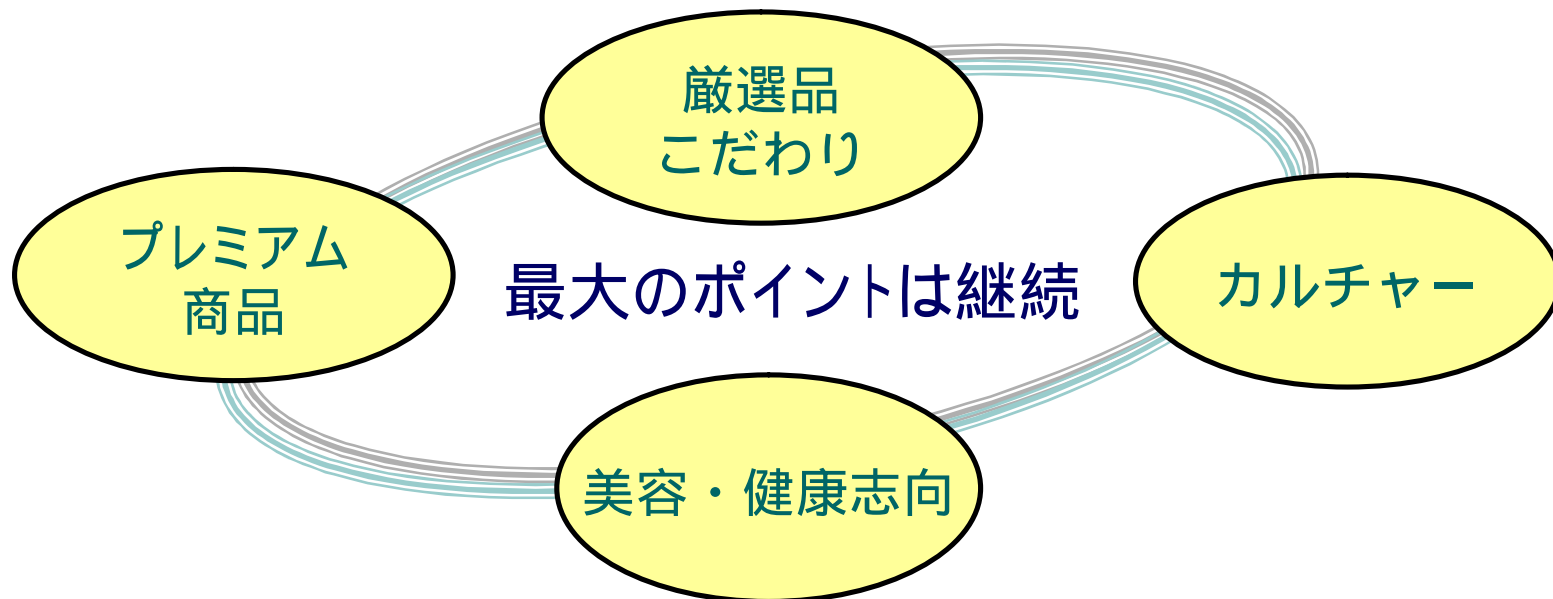 厳選品
こだわり
プレミアム
商品
最大のポイントは継続
カルチャー
美容・健康志向